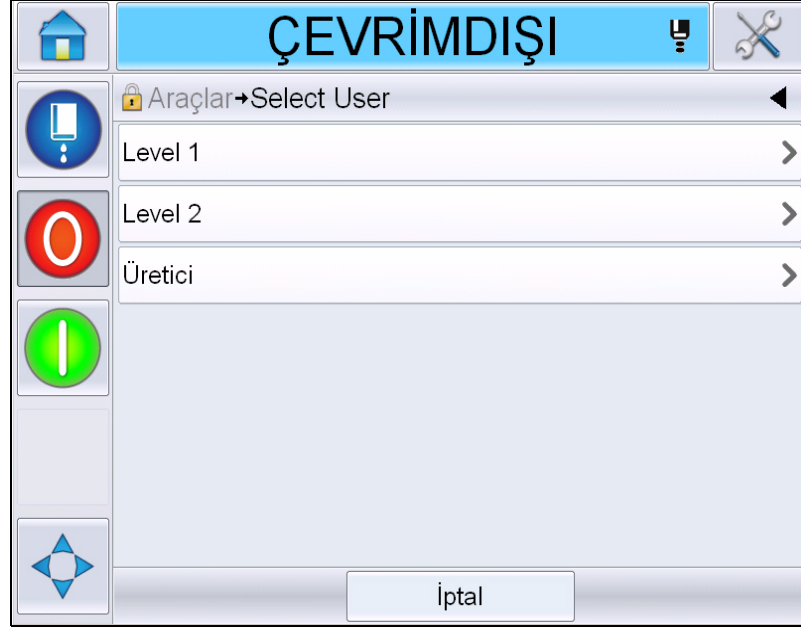 ÇEVRİMDIŞI
Araçlar→Select User
Level 1
Level 2
Üretici
İptal